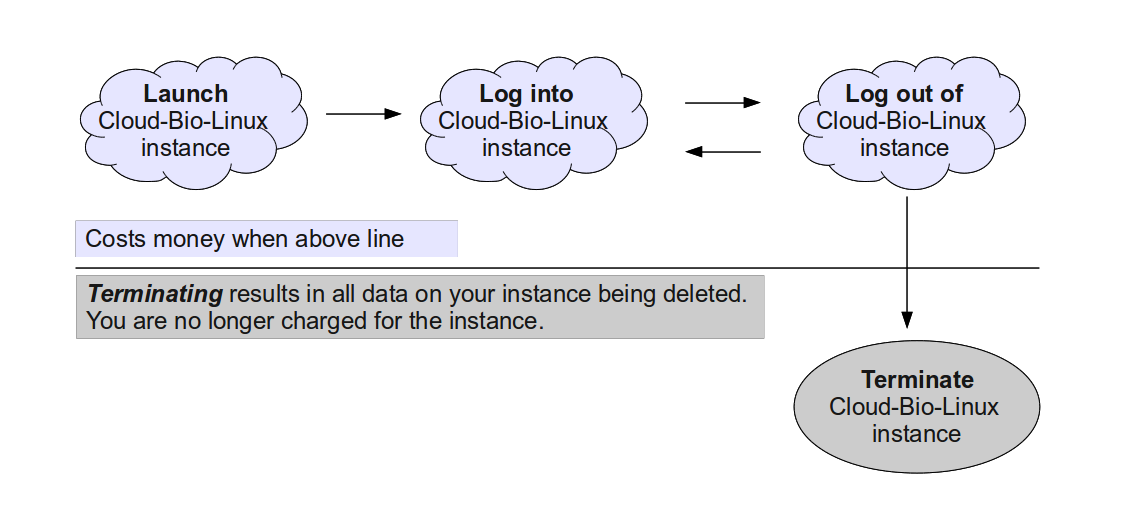 Launch
Cloud-Bio-Linux
instance
Log into
Cloud-Bio-Linux
instance
Log out of
Cloud-Bio-Linux
instance
Costs money when above line
Terminating results in all data on your instance being deleted.
You are no longer charged for the instance.
Terminate
Cloud-Bio-Linux
instance